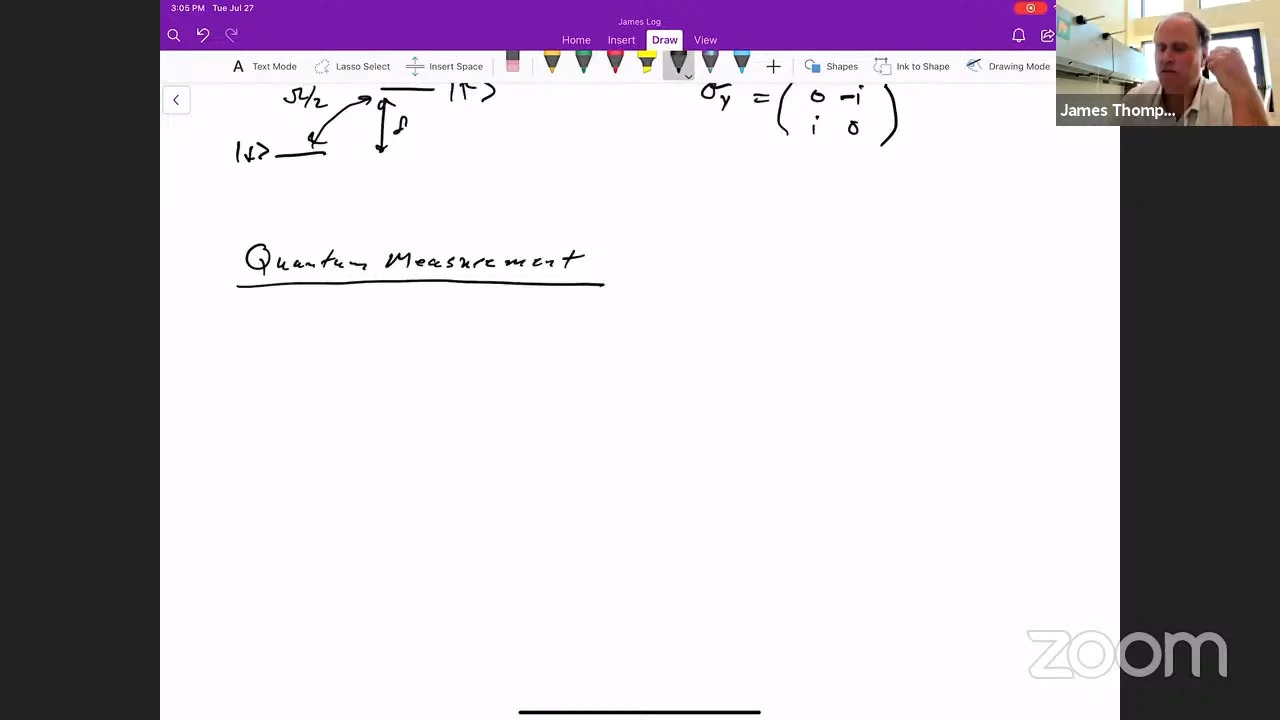 3:05 PM Tue Jul 27
James Log
Home Insert Draw View
A Text Mode Lasso Select Insert Space + Shapes Ink to Shape Drawing Mode
James Thomp...
Ω/2 |↑> σy = ( 0 -i
δ i 0 )
|↓>
Quantum Measurement
zoom